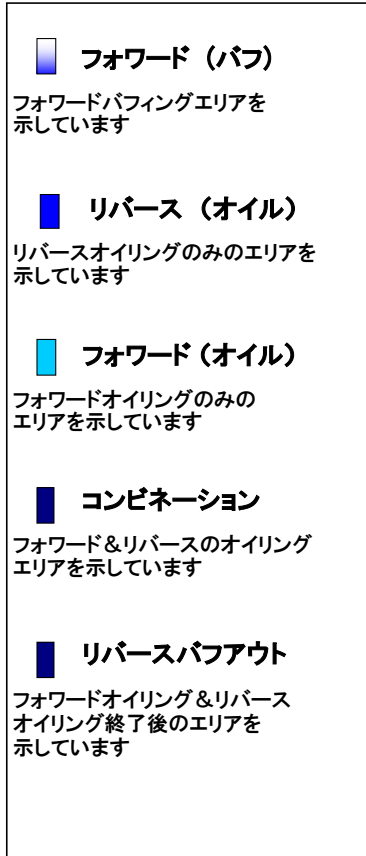 フォワード（バフ）
フォワードバフィングエリアを
示しています
リバース（オイル）
リバースオイリングのみのエリアを
示しています
フォワード（オイル）
フォワードオイリングのみの
エリアを示しています
コンビネーション
フォワード＆リバースのオイリング
エリアを示しています
リバースバフアウト
フォワードオイリング＆リバース
オイリング終了後のエリアを
示しています